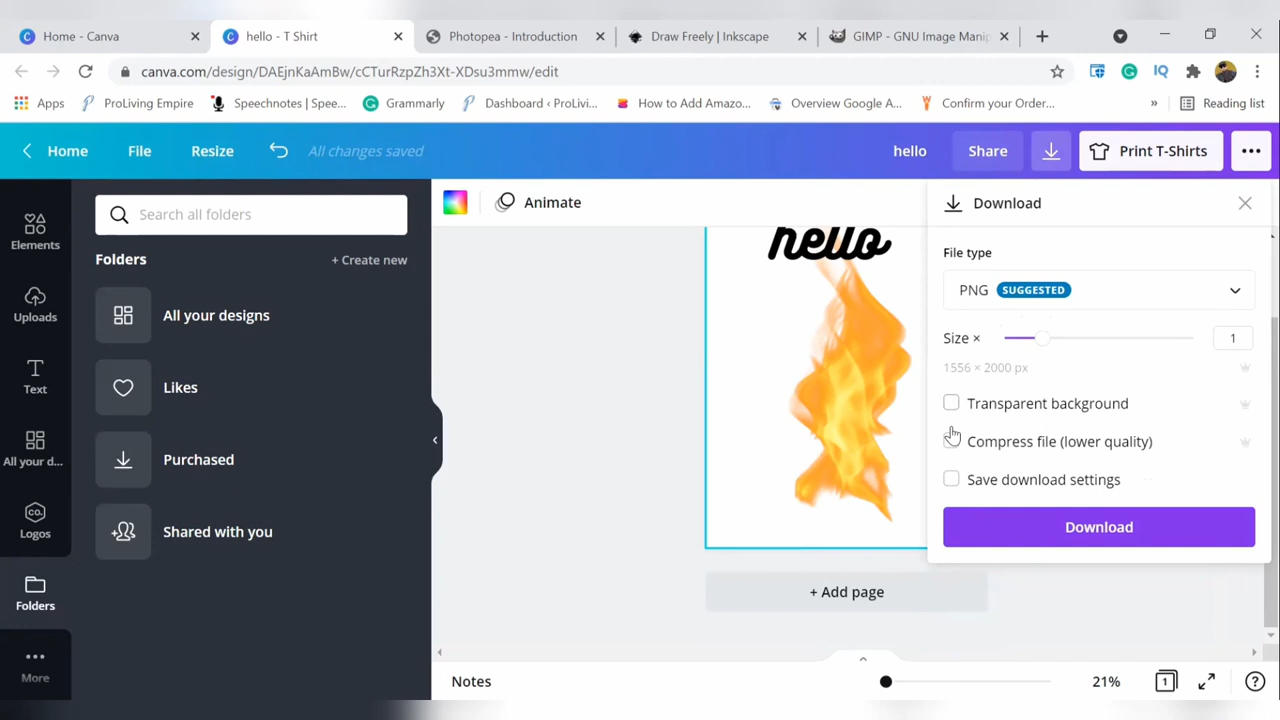 Home - Canva
hello - T Shirt
Photopea - Introduction
Draw Freely | Inkscape
GIMP - GNU Image Manip
canva.com/design/DAEjnKaAmBw/cCTurRzpZh3Xt-XDsu3mmw/edit
Apps
ProLiving Empire
Speechnotes | Spee...
Grammarly
Dashboard ‹ ProLivi...
How to Add Amazo...
Overview Google A...
Confirm your Order...
»
Reading list
Home
File
Resize
All changes saved
hello
Share
Print T-Shirts
Elements
Uploads
Text
All your d...
CO.
Logos
Folders
More
Search all folders
Folders
+ Create new
All your designs
Likes
Purchased
Shared with you
Animate
hello
+ Add page
Download
File type
PNG SUGGESTED
Size × 1
1556 × 2000 px
Transparent background
Compress file (lower quality)
Save download settings
Download
Notes
21%
1